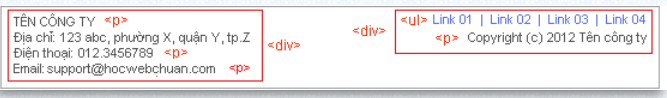 TÊN CÔNG TY <p>
Địa chỉ: 123 abc, phường X, quận Y, tp.Z
Điện thoại: 012.3456789 <p>
Email: support@hocwebchuan.com <p>
<div>
<div>
<ul> Link 01 | Link 02 | Link 03 | Link 04
<p> Copyright (c) 2012 Tên công ty